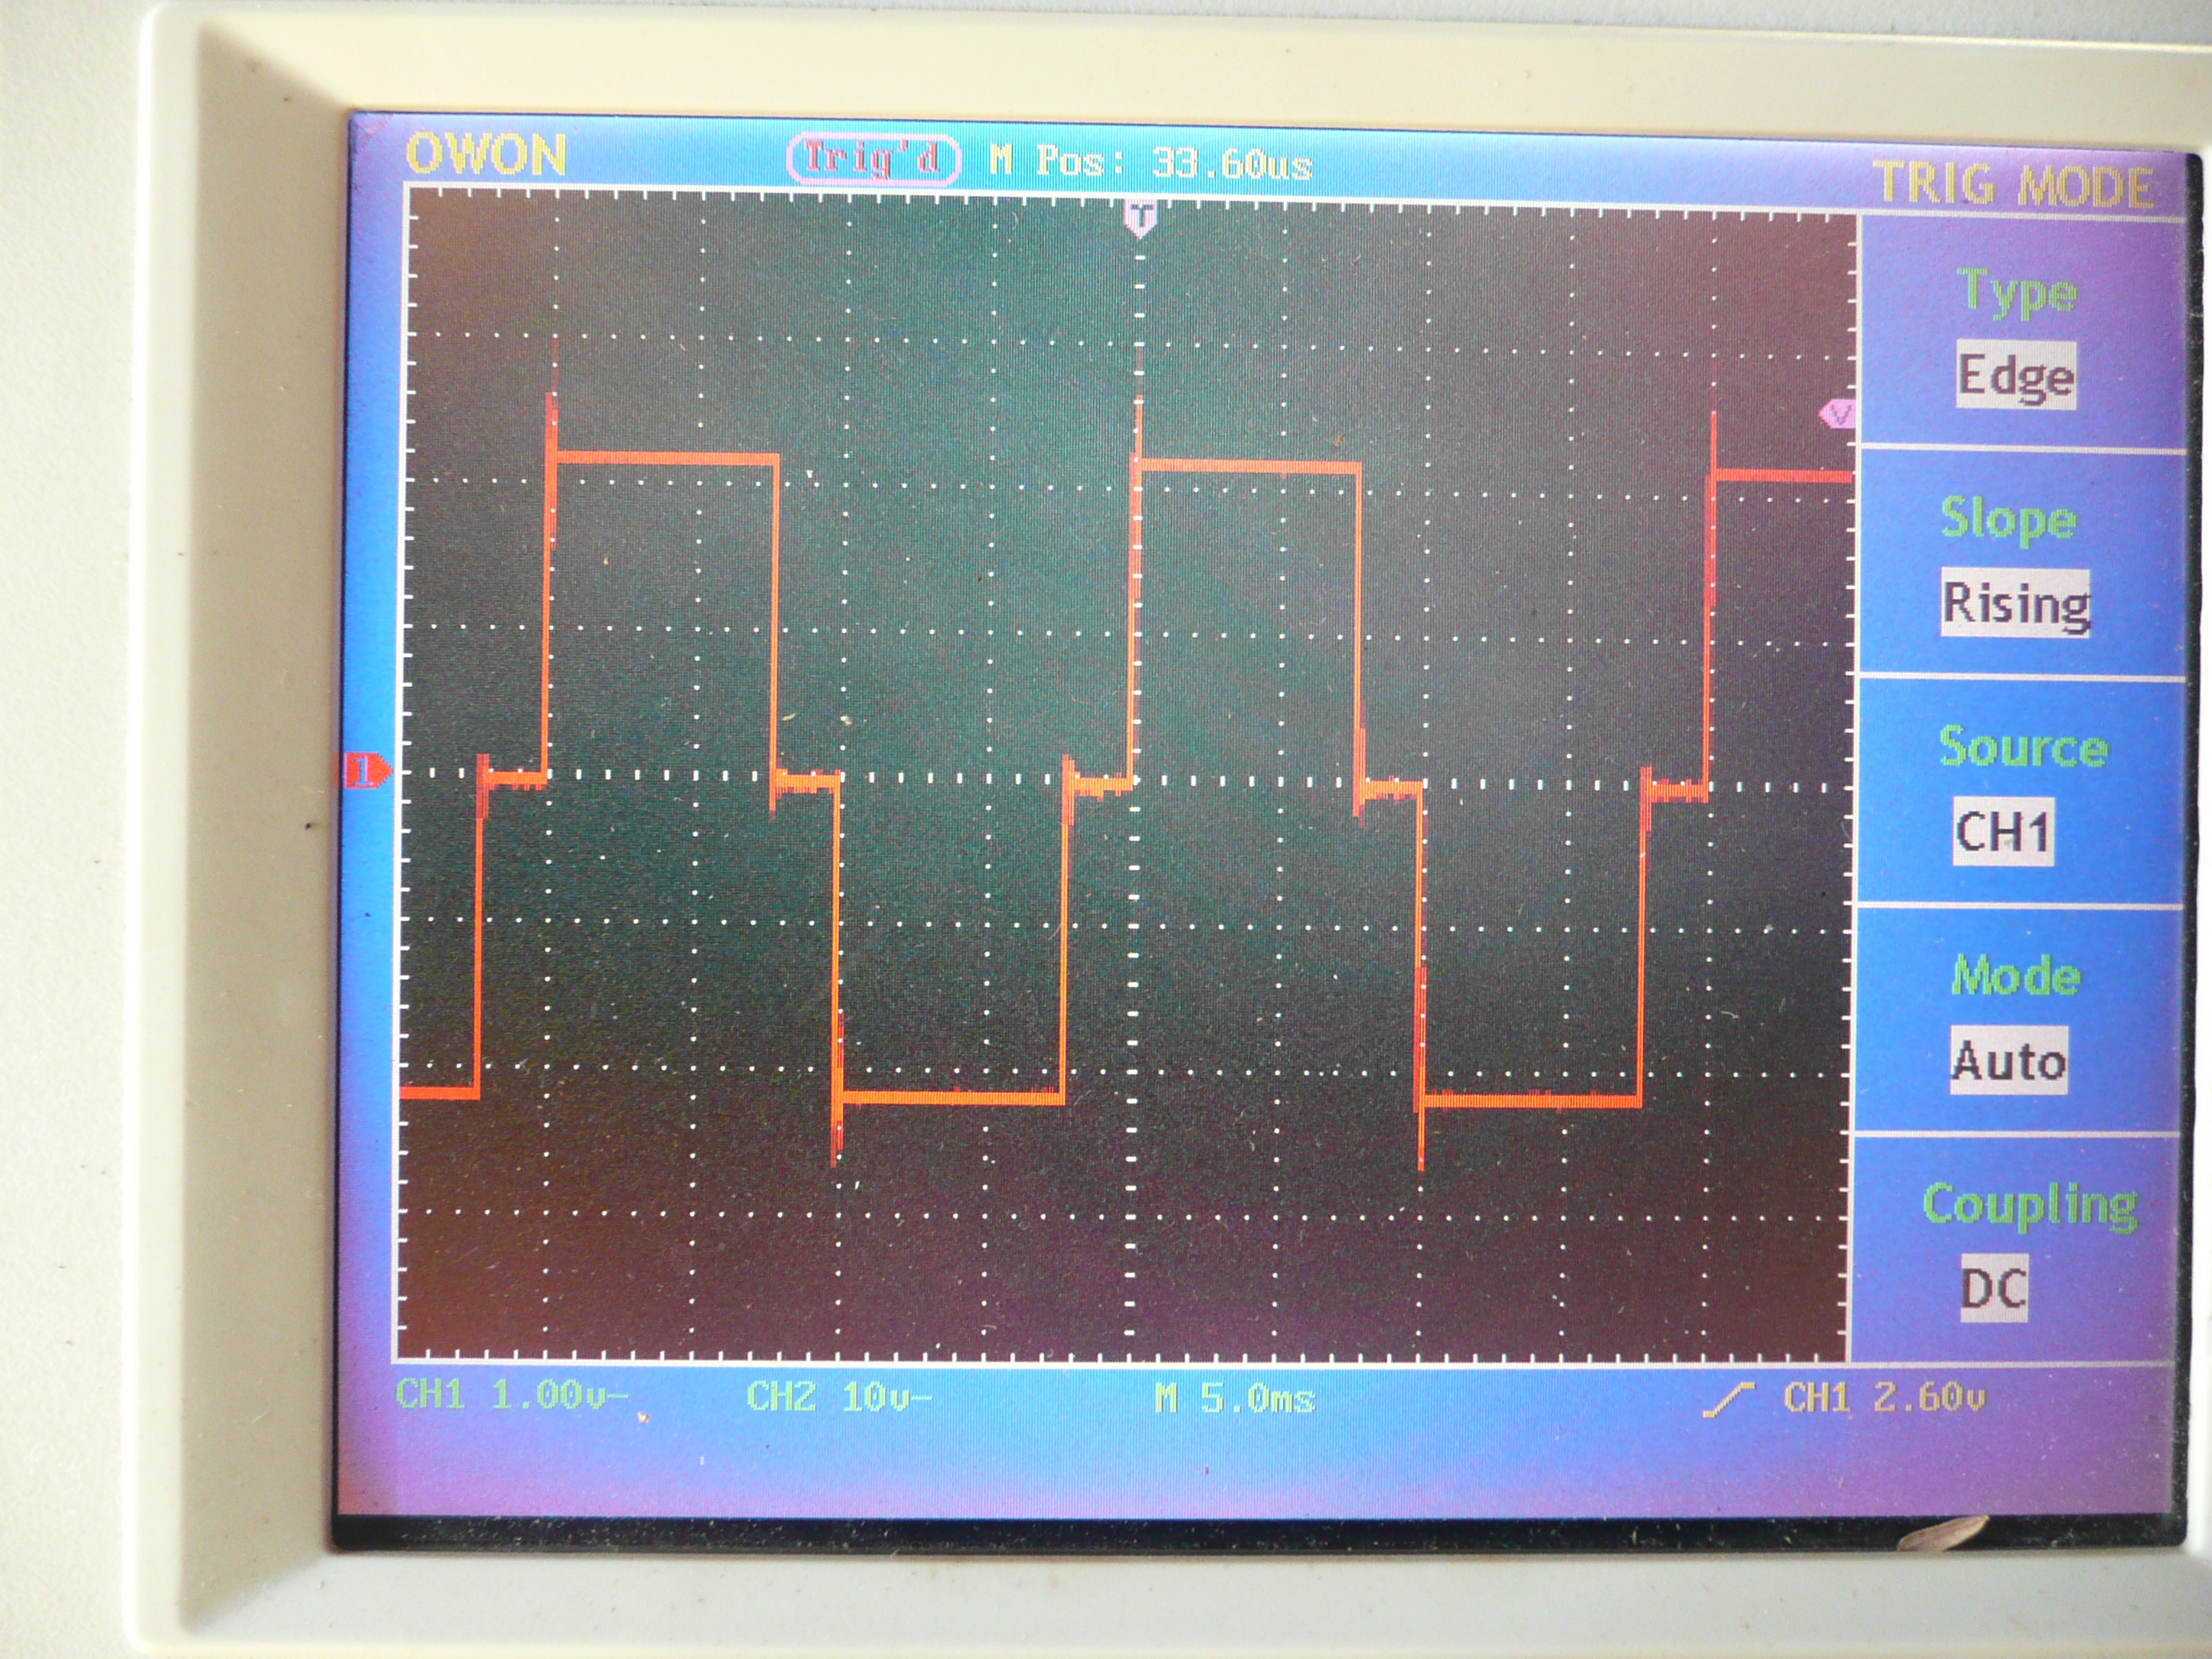 OWON Trig'd M Pos: 33.60us
TRIG MODE
T
Type
Edge
V
Slope
Rising
Source
CH1
1
Mode
Auto
Coupling
DC
CH1 1.00v⎓ CH2 10v⎓ M 5.0ms CH1 2.60v